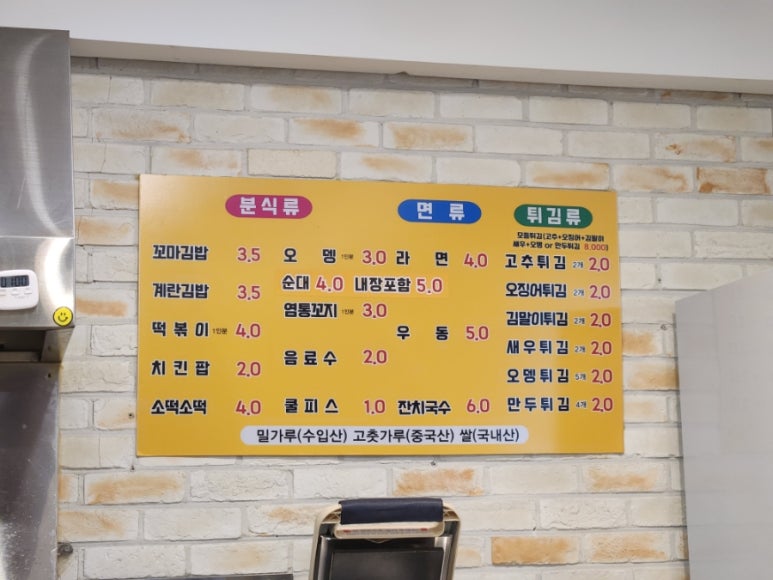 분식류
꼬마김밥 3.5
계란김밥 3.5
떡볶이 1인분 4.0
치킨팝 2.0
소떡소떡 4.0
오뎅 1인분 3.0
순대 4.0 내장포함 5.0
염통꼬지 1인분 3.0
음료수 2.0
쿨피스 1.0
면류
라면 4.0
우동 5.0
잔치국수 6.0
튀김류
모듬튀김(고추+오징어+김말이
새우+오뎅 or 만두튀김 8,000)
고추튀김 2개 2.0
오징어튀김 2개 2.0
김말이튀김 2개 2.0
새우튀김 2개 2.0
오뎅튀김 5개 2.0
만두튀김 4개 2.0
밀가루(수입산) 고춧가루(중국산) 쌀(국내산)